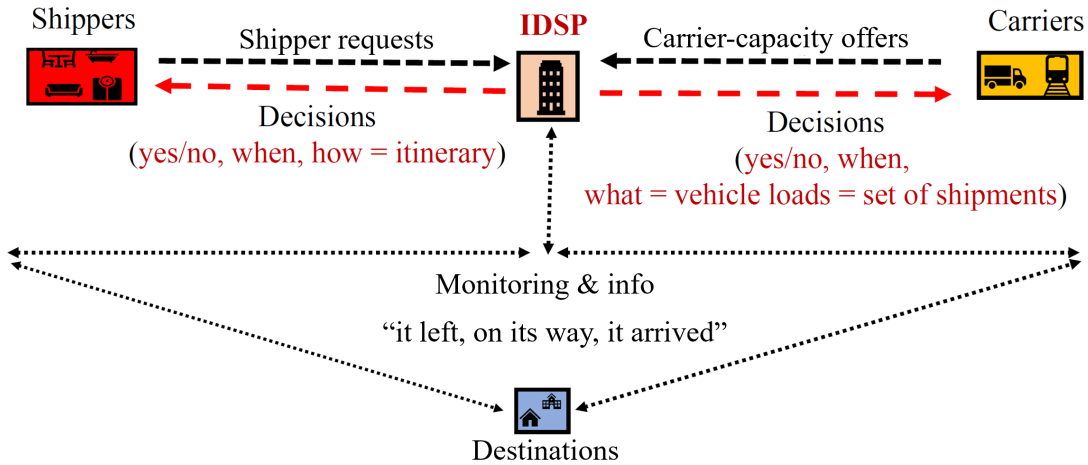 Shippers
IDSP
Carriers
Shipper requests
Carrier-capacity offers
Decisions
(yes/no, when, how = itinerary)
Decisions
(yes/no, when,
what = vehicle loads = set of shipments)
Monitoring & info
“it left, on its way, it arrived”
Destinations